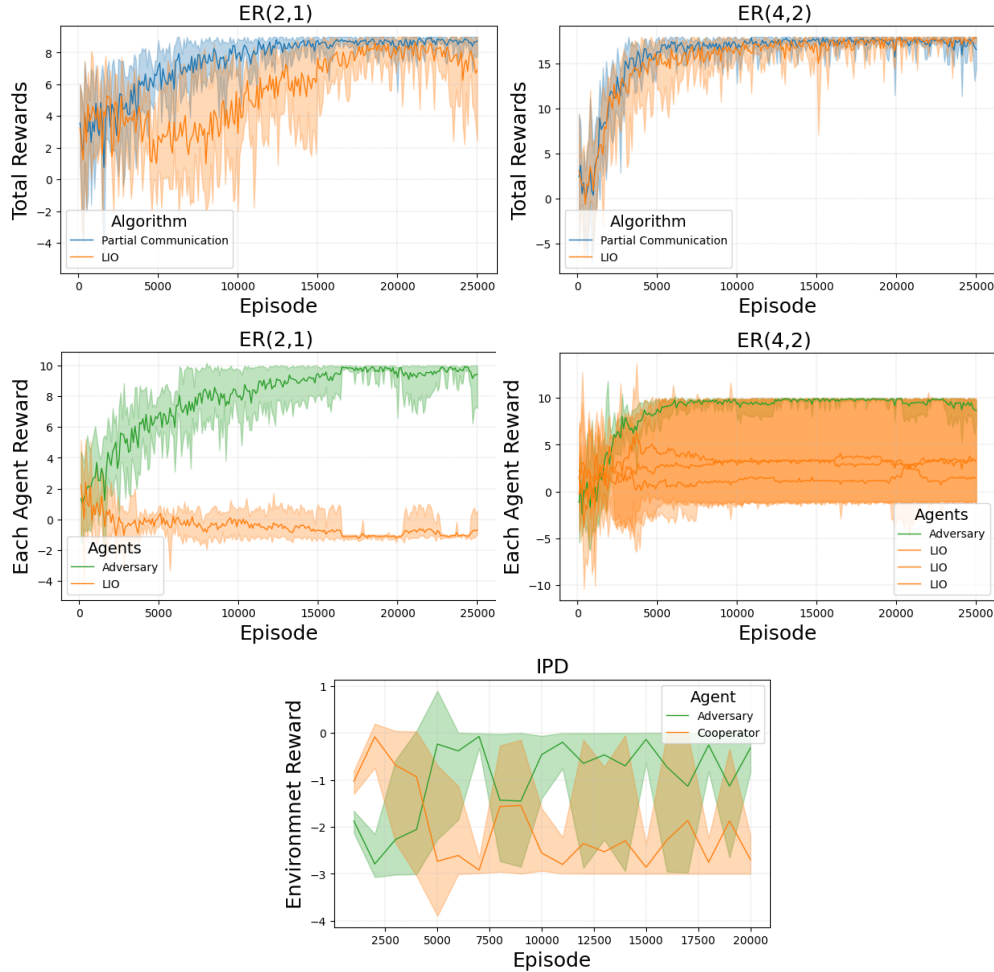 ER(2,1)
Total Rewards
8
6
4
2
0
−2
−4
Algorithm
Partial Communication
LIO
0 5000 10000 15000 20000 25000
Episode
ER(4,2)
Total Rewards
15
10
5
0
−5
Algorithm
Partial Communication
LIO
0 5000 10000 15000 20000 25000
Episode
ER(2,1)
Each Agent Reward
10
8
6
4
2
0
−2
−4
Agents
Adversary
LIO
0 5000 10000 15000 20000 25000
Episode
ER(4,2)
Each Agent Reward
10
5
0
−5
−10
Agents
Adversary
LIO
LIO
LIO
0 5000 10000 15000 20000 25000
Episode
IPD
Environmnet Reward
1
0
−1
−2
−3
−4
Agent
Adversary
Cooperator
2500 5000 7500 10000 12500 15000 17500 20000
Episode